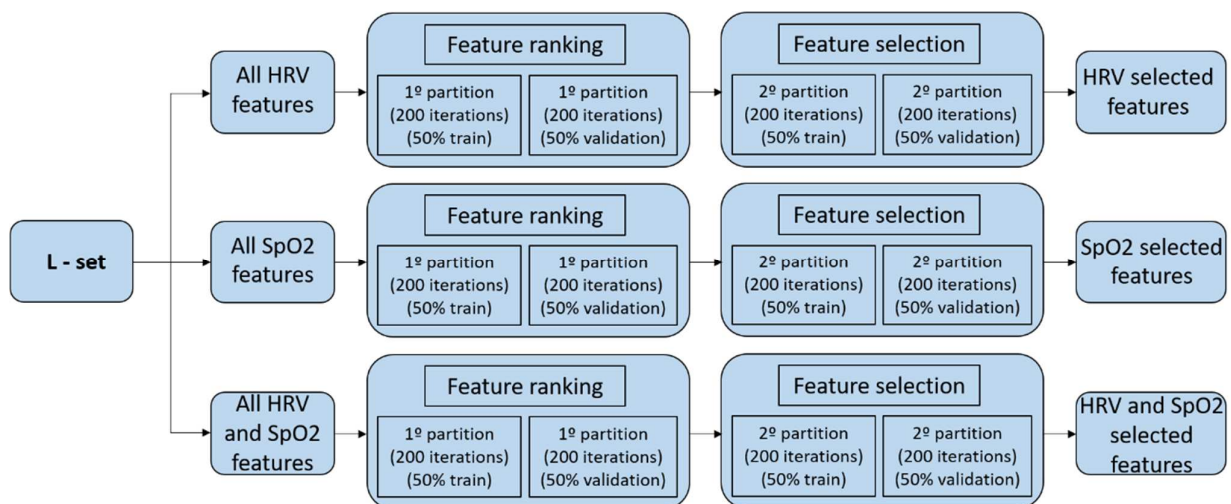 All HRV
features
Feature ranking
1º partition
(200 iterations)
(50% train)
1º partition
(200 iterations)
(50% validation)
Feature selection
2º partition
(200 iterations)
(50% train)
2º partition
(200 iterations)
(50% validation)
HRV selected
features
L - set
All SpO2
features
Feature ranking
1º partition
(200 iterations)
(50% train)
1º partition
(200 iterations)
(50% validation)
Feature selection
2º partition
(200 iterations)
(50% train)
2º partition
(200 iterations)
(50% validation)
SpO2 selected
features
All HRV
and SpO2
features
Feature ranking
1º partition
(200 iterations)
(50% train)
1º partition
(200 iterations)
(50% validation)
Feature selection
2º partition
(200 iterations)
(50% train)
2º partition
(200 iterations)
(50% validation)
HRV and SpO2
selected
features